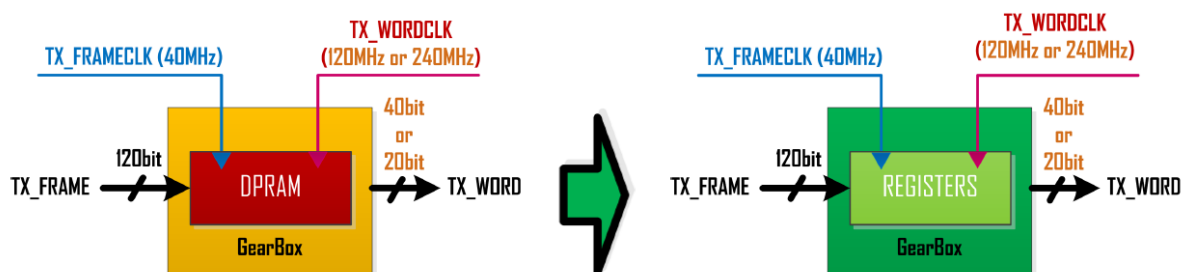 TX_WORDCLK
(120MHz or 240MHz)
TX_FRAMECLK (40MHz)
40bit
or
20bit
120bit
TX_FRAME
DPRAM
TX_WORD
GearBox
TX_WORDCLK
(120MHz or 240MHz)
TX_FRAMECLK (40MHz)
40bit
or
20bit
120bit
TX_FRAME
REGISTERS
TX_WORD
GearBox